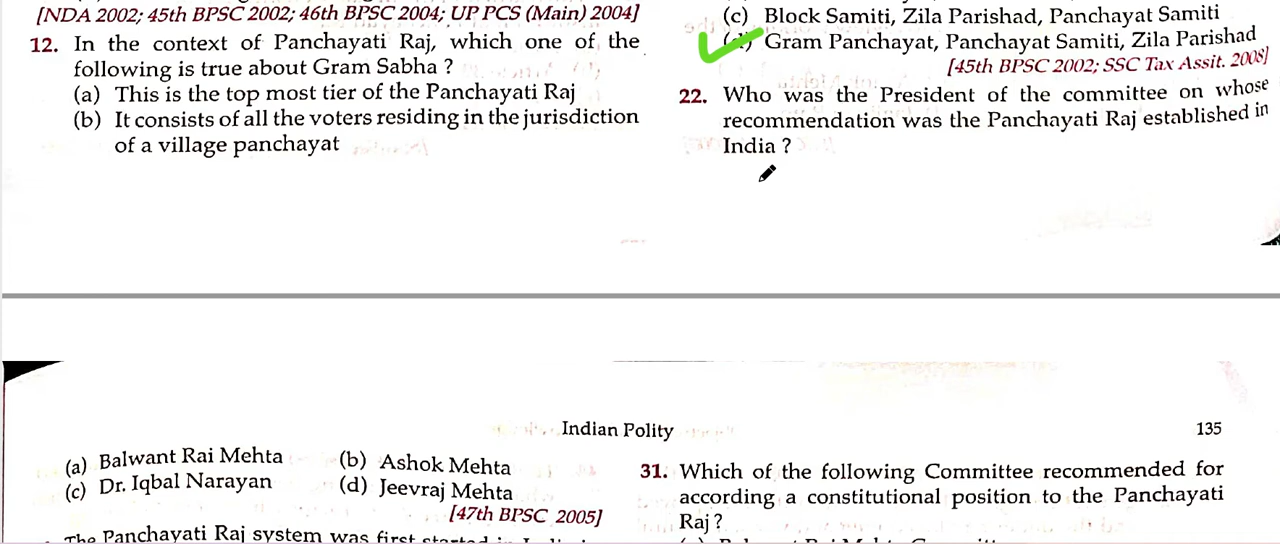 [NDA 2002; 45th BPSC 2002; 46th BPSC 2004; UP PCS (Main) 2004]
12. In the context of Panchayati Raj, which one of the
following is true about Gram Sabha ?
(a) This is the top most tier of the Panchayati Raj
(b) It consists of all the voters residing in the jurisdiction
of a village panchayat
(c) Block Samiti, Zila Parishad, Panchayat Samiti
(d) Gram Panchayat, Panchayat Samiti, Zila Parishad
[45th BPSC 2002; SSC Tax Assit. 2008]
22. Who was the President of the committee on whose
recommendation was the Panchayati Raj established in
India ?
Indian Polity
135
(a) Balwant Rai Mehta (b) Ashok Mehta
(c) Dr. Iqbal Narayan (d) Jeevraj Mehta
[47th BPSC 2005]
The Panchayati Raj system was first started in
31. Which of the following Committee recommended for
according a constitutional position to the Panchayati
Raj ?